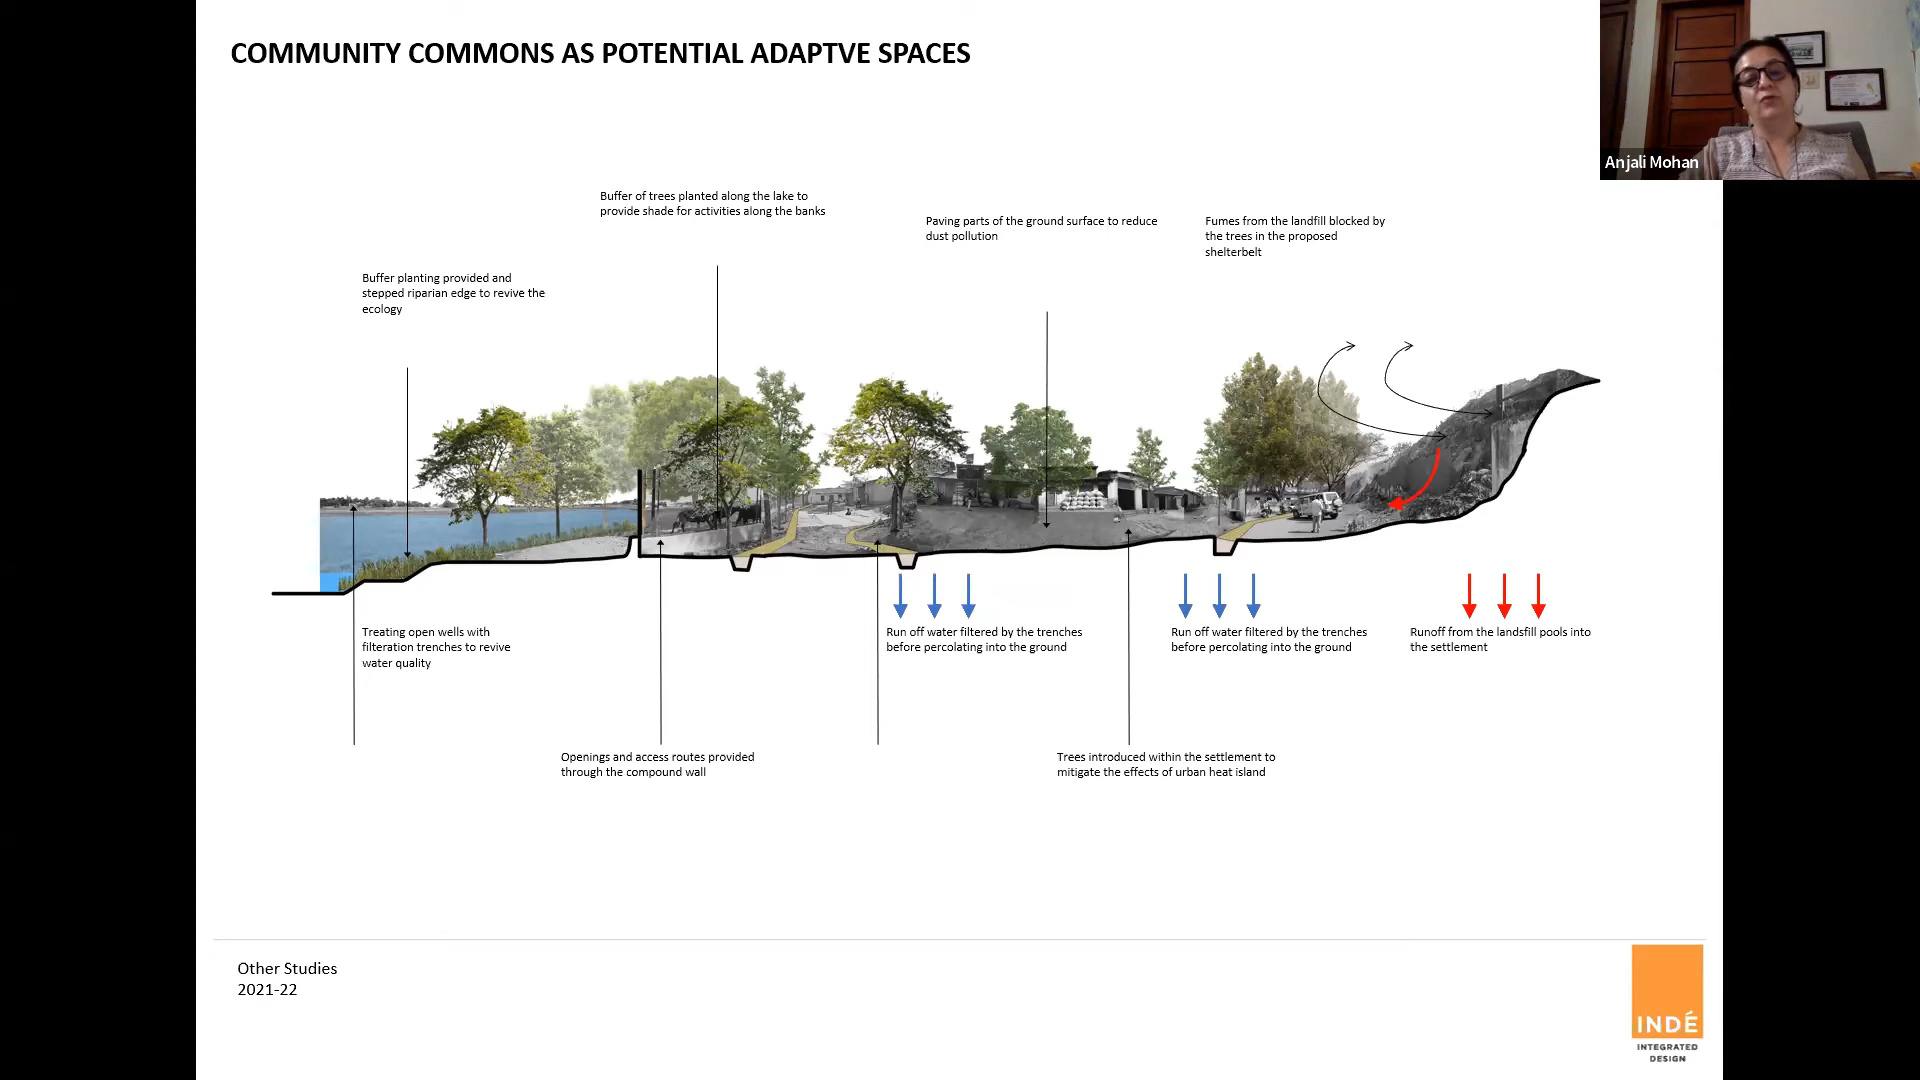 COMMUNITY COMMONS AS POTENTIAL ADAPTVE SPACES
Anjali Mohan
Buffer of trees planted along the lake to
provide shade for activities along the banks
Paving parts of the ground surface to reduce
dust pollution
Fumes from the landfill blocked by
the trees in the proposed
shelterbelt
Buffer planting provided and
stepped riparian edge to revive the
ecology
Treating open wells with
filteration trenches to revive
water quality
Run off water filtered by the trenches
before percolating into the ground
Run off water filtered by the trenches
before percolating into the ground
Runoff from the landsfill pools into
the settlement
Openings and access routes provided
through the compound wall
Trees introduced within the settlement to
mitigate the effects of urban heat island
Other Studies
2021-22
INDÉ
INTEGRATED
DESIGN